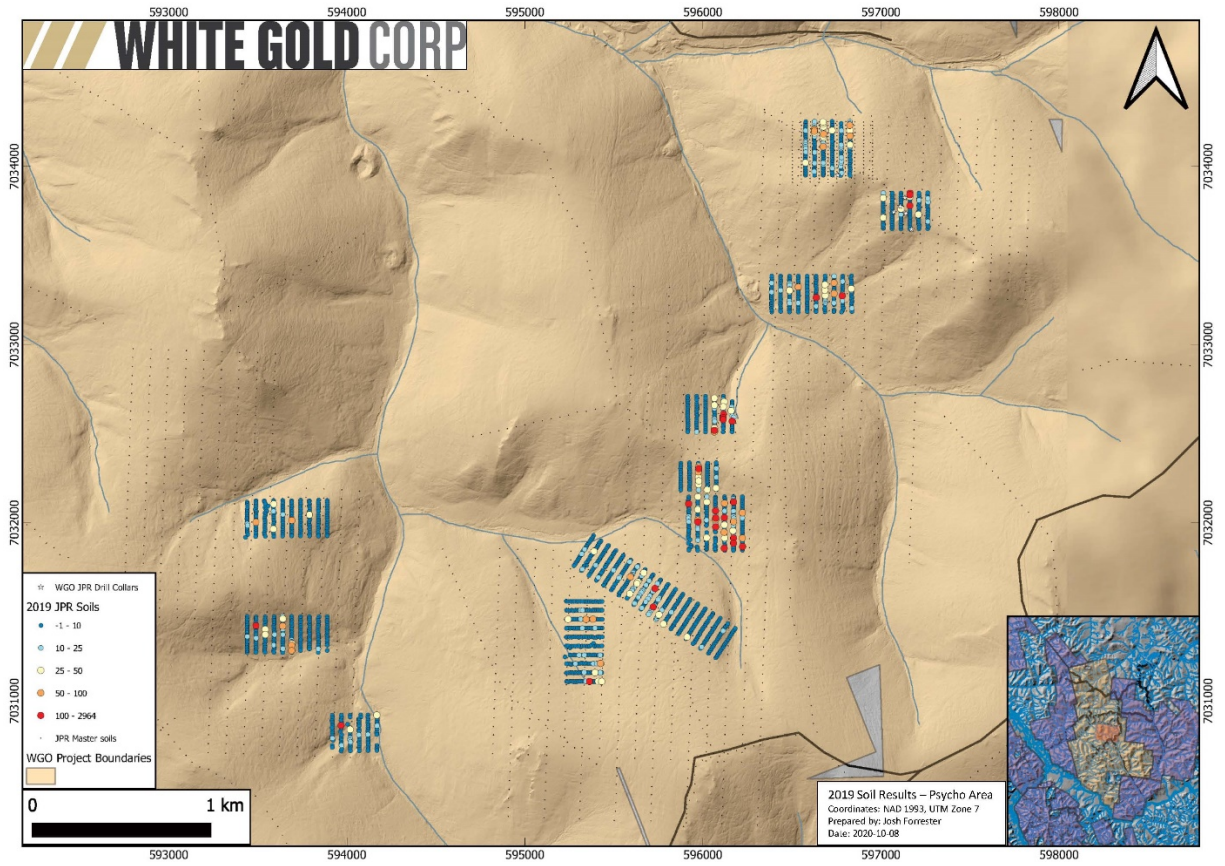 593000 594000 595000 596000 597000 598000
WHITE GOLD CORP
7034000 7034000
7033000 7033000
7032000 7032000
7031000 7031000
WGO JPR Drill Collars
2019 JPR Soils
-1 - 10
10 - 25
25 - 50
50 - 100
100 - 2964
JPR Master soils
WGO Project Boundaries
0 1 km
2019 Soil Results – Psycho Area
Coordinates: NAD 1993, UTM Zone 7
Prepared by: Josh Forrester
Date: 2020-10-08
593000 594000 595000 596000 597000 598000